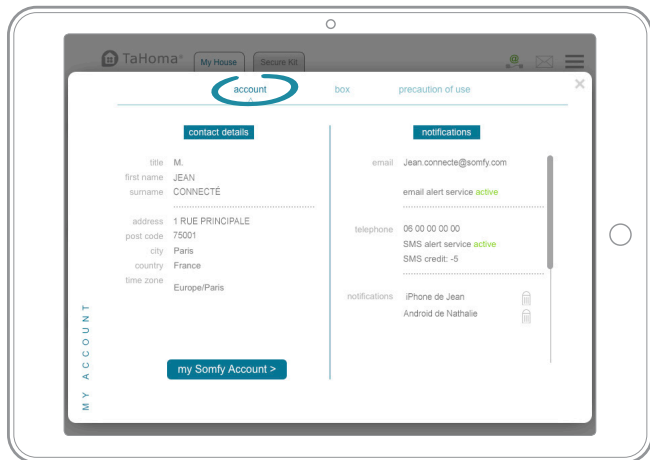 TaHoma®
My House
Secure Kit
@
account
box
precaution of use
contact details
title M.
first name JEAN
surname CONNECTÉ
address 1 RUE PRINCIPALE
post code 75001
city Paris
country France
time zone
Europe/Paris
my Somfy Account >
notifications
email Jean.connecte@somfy.com
email alert service active
telephone 06 00 00 00 00
SMS alert service active
SMS credit: -5
notifications iPhone de Jean
Android de Nathalie
MY ACCOUNT